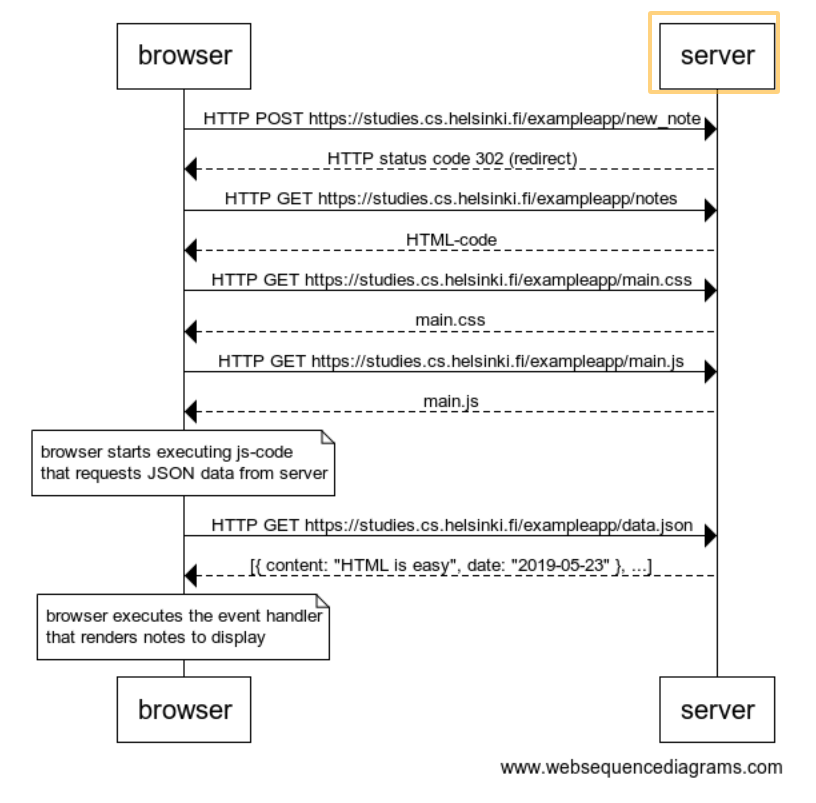 browser
server
HTTP POST https://studies.cs.helsinki.fi/exampleapp/new_note
HTTP status code 302 (redirect)
HTTP GET https://studies.cs.helsinki.fi/exampleapp/notes
HTML-code
HTTP GET https://studies.cs.helsinki.fi/exampleapp/main.css
main.css
HTTP GET https://studies.cs.helsinki.fi/exampleapp/main.js
main.js
browser starts executing js-code
that requests JSON data from server
HTTP GET https://studies.cs.helsinki.fi/exampleapp/data.json
[{ content: "HTML is easy", date: "2019-05-23" }, ...]
browser executes the event handler
that renders notes to display
browser
server
www.websequencediagrams.com